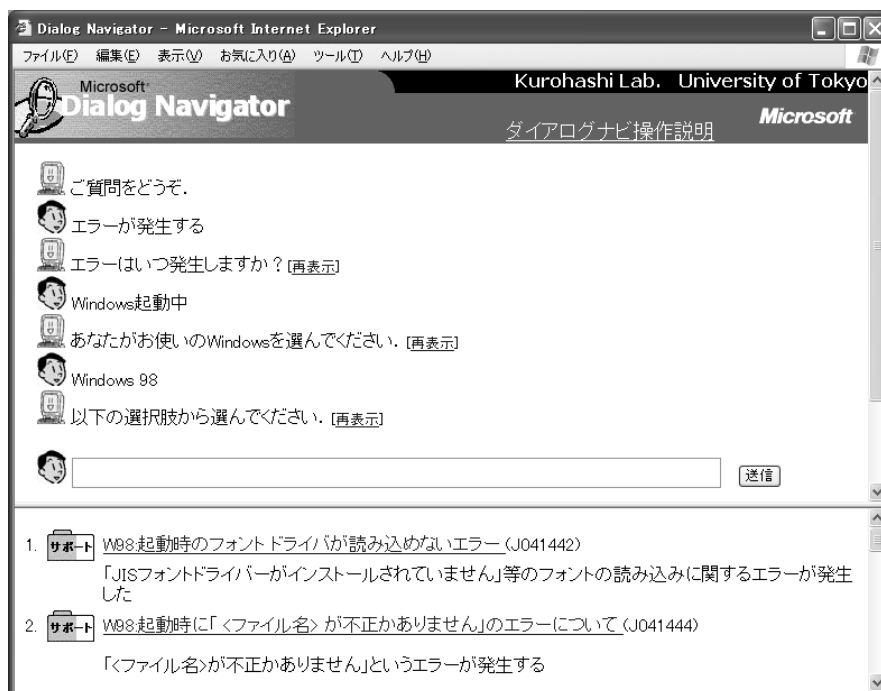 Dialog Navigator - Microsoft Internet Explorer
ファイル(F) 編集(E) 表示(V) お気に入り(A) ツール(T) ヘルプ(H)
Kurohashi Lab. University of Tokyo
Microsoft
Dialog Navigator
Microsoft
ダイアログナビ操作説明
ご質問をどうぞ.
エラーが発生する
エラーはいつ発生しますか？[再表示]
Windows起動中
あなたがお使いのWindowsを選んでください. [再表示]
Windows 98
以下の選択肢から選んでください. [再表示]
送信
1. サポート W98:起動時のフォントドライバが読み込めないエラー (J041442)
「JISフォントドライバーがインストールされていません」等のフォントの読み込みに関するエラーが発生
した
2. サポート W98:起動時に「<ファイル名> が不正かありません」のエラーについて (J041444)
「<ファイル名>が不正かありません」というエラーが発生する